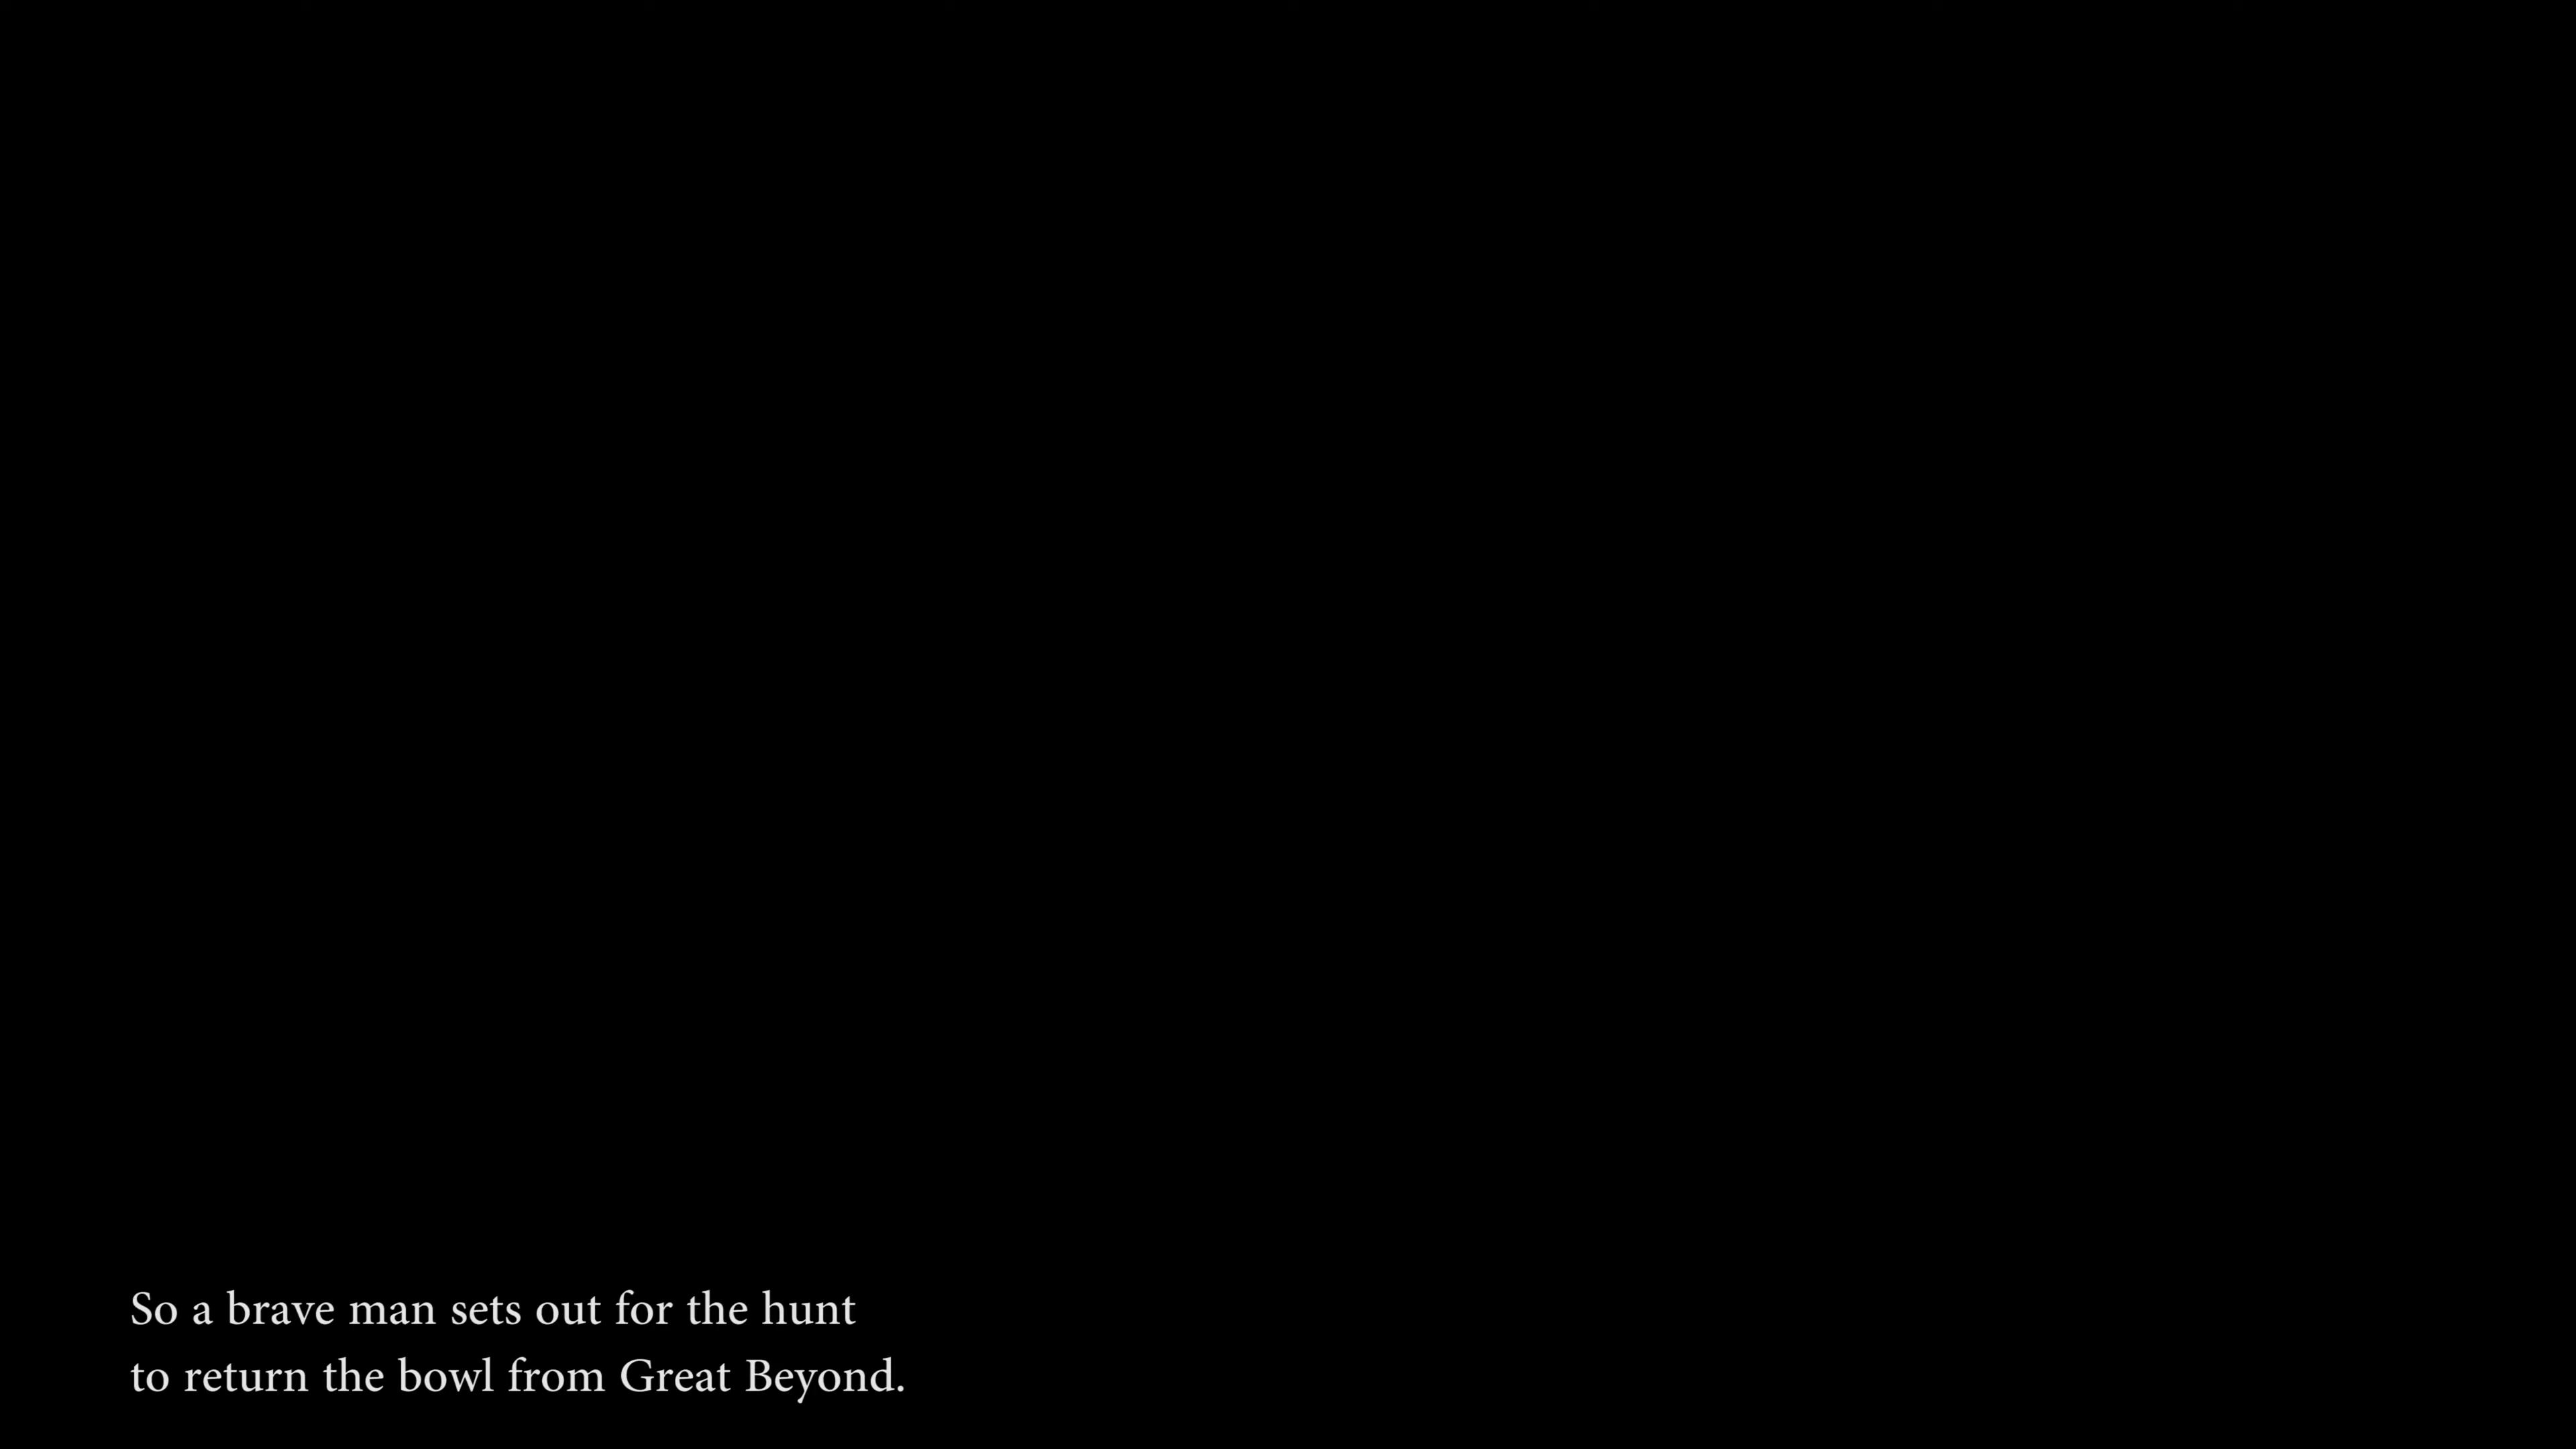 So a brave man sets out for the hunt
to return the bowl from Great Beyond.